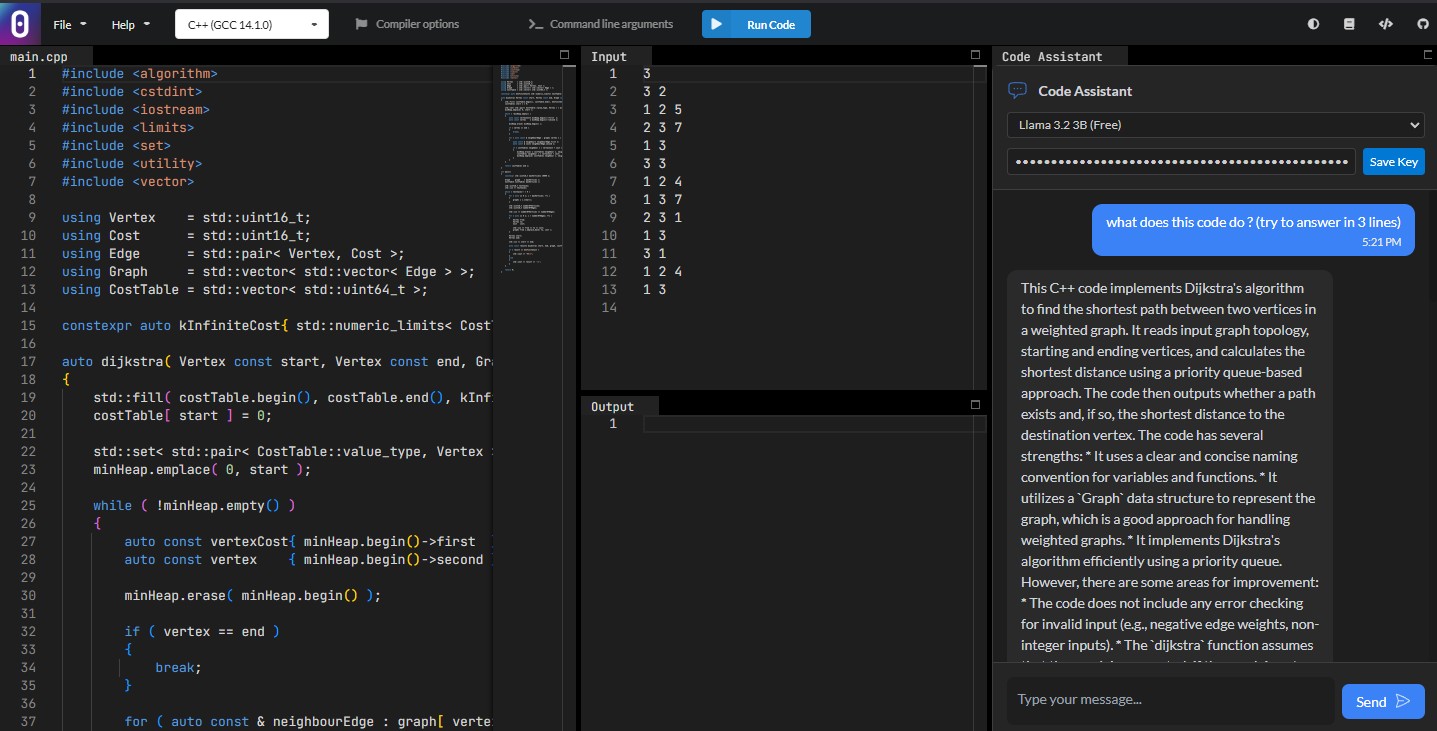 File
Help
C++ (GCC 14.1.0)
Compiler options
Command line arguments
Run Code
main.cpp
1 #include <algorithm>
2 #include <cstdint>
3 #include <iostream>
4 #include <limits>
5 #include <set>
6 #include <utility>
7 #include <vector>
8
9 using Vertex    = std::uint16_t;
10 using Cost      = std::uint16_t;
11 using Edge      = std::pair< Vertex, Cost >;
12 using Graph     = std::vector< std::vector< Edge > >;
13 using CostTable = std::vector< std::uint64_t >;
14
15 constexpr auto kInfiniteCost{ std::numeric_limits< Cost
16
17 auto dijkstra( Vertex const start, Vertex const end, Gra
18 {
19     std::fill( costTable.begin(), costTable.end(), kInf
20     costTable[ start ] = 0;
21
22     std::set< std::pair< CostTable::value_type, Vertex >
23     minHeap.emplace( 0, start );
24
25     while ( !minHeap.empty() )
26     {
27         auto const vertexCost{ minHeap.begin()->first
28         auto const vertex    { minHeap.begin()->second
29
30         minHeap.erase( minHeap.begin() );
31
32         if ( vertex == end )
33         {
34             break;
35         }
36
37         for ( auto const & neighbourEdge : graph[ verte
Input
1 3
2 3 2
3 1 2 5
4 2 3 7
5 1 3
6 3 3
7 1 2 4
8 1 3 7
9 2 3 1
10 1 3
11 3 1
12 1 2 4
13 1 3
14
Output
1
Code Assistant
Code Assistant
Llama 3.2 3B (Free)
Save Key
what does this code do ? (try to answer in 3 lines)
5:21 PM
This C++ code implements Dijkstra's algorithm
to find the shortest path between two vertices in
a weighted graph. It reads input graph topology,
starting and ending vertices, and calculates the
shortest distance using a priority queue-based
approach. The code then outputs whether a path
exists and, if so, the shortest distance to the
destination vertex. The code has several
strengths: * It uses a clear and concise naming
convention for variables and functions. * It
utilizes a `Graph` data structure to represent the
graph, which is a good approach for handling
weighted graphs. * It implements Dijkstra's
algorithm efficiently using a priority queue.
However, there are some areas for improvement:
* The code does not include any error checking
for invalid input (e.g., negative edge weights, non-
integer inputs). * The `dijkstra` function assumes
Type your message...
Send